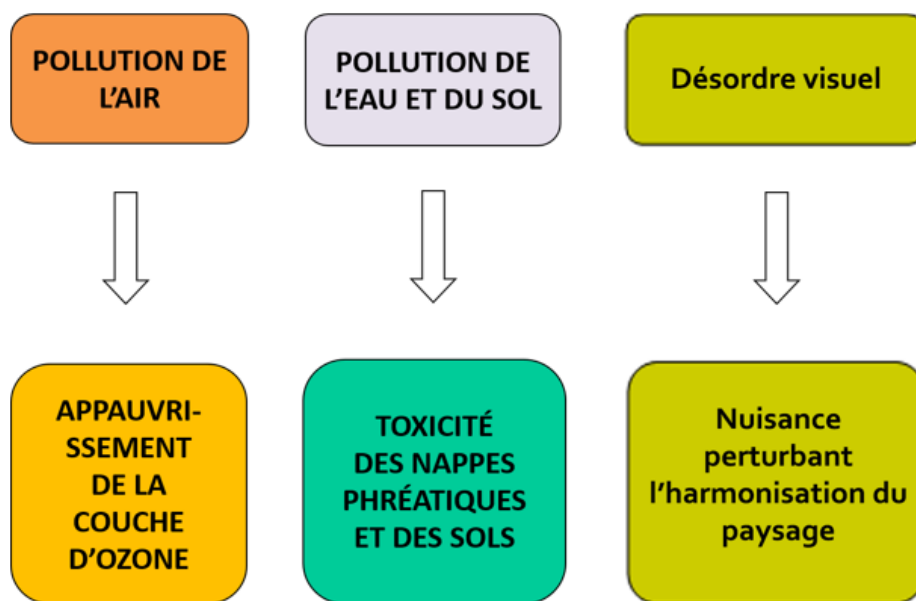 POLLUTION DE
L'AIR
POLLUTION DE
L'EAU ET DU SOL
Désordre visuel
APPAUVRI-
SSEMENT
DE LA
COUCHE
D'OZONE
TOXICITÉ
DES NAPPES
PHRÉATIQUES
ET DES SOLS
Nuisance
perturbant
l'harmonisation du
paysage